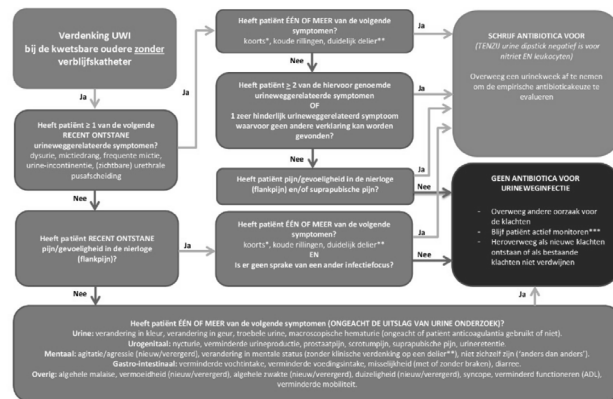 Verdenking UWI
bij de kwetsbare oudere zonder
verblijfskatheter
Ja
Heeft patiënt ≥ 1 van de volgende
RECENT ONTSTANE
urineweggerelateerde symptomen?
dysurie, mictiedrang, frequente mictie,
urine-incontinentie, (zichtbare) urethrale
pusafscheiding
Ja
Nee
Heeft patiënt RECENT ONTSTANE
pijn/gevoeligheid in de nierloge
(flankpijn)?
Ja
Nee
Heeft patiënt ÉÉN OF MEER van de volgende
symptomen?
koorts*, koude rillingen, duidelijk delier**
Ja
Nee
Heeft patiënt ≥ 2 van de hiervoor genoemde
urineweggerelateerde symptomen
OF
1 zeer hinderlijk urineweggerelateerd symptoom
waarvoor geen andere verklaring kan worden
gevonden?
Ja
Nee
Heeft patiënt pijn/gevoeligheid in de nierloge
(flankpijn) en/of suprapubische pijn?
Ja
Nee
Heeft patiënt ÉÉN OF MEER van de volgende
symptomen?
koorts*, koude rillingen, duidelijk delier**
EN
Is er geen sprake van een ander infectiefocus?
Ja
Nee
SCHRIJF ANTIBIOTICA VOOR
(TENZIJ urine dipstick negatief is voor
nitriet EN leukocyten)
Overweeg een urinekweek af te nemen
om de empirische antibioticakeuze te
evalueren
GEEN ANTIBIOTICA VOOR
URINEWEGINFECTIE
- Overweeg andere oorzaak voor
de klachten
- Blijf patiënt actief monitoren***
- Heroverweeg als nieuwe klachten
ontstaan of als bestaande
klachten niet verdwijnen
Ja
Heeft patiënt ÉÉN OF MEER van de volgende symptomen (ONGEACHT DE UITSLAG VAN URINE ONDERZOEK)?
Urine: verandering in kleur, verandering in geur, troebele urine, macroscopische hematurie (ongeacht of patiënt anticoagulantia gebruikt of niet).
Urogenitaal: nycturie, verminderde urineproductie, prostaatpijn, scrotumpijn, suprapubische pijn, urineretentie.
Mentaal: agitatie/agressie (nieuw/verergerd), verandering in mentale status (zonder klinische verdenking op een delier**), niet zichzelf zijn ('anders dan anders').
Gastro-intestinaal: verminderde vochtintake, verminderde voedingsintake, misselijkheid (met of zonder braken), diarree.
Overig: algehele malaise, vermoeidheid (nieuw/verergerd), algehele zwakte (nieuw/verergerd), duizeligheid (nieuw/verergerd), syncope, verminderd functioneren (ADL),
verminderde mobiliteit.